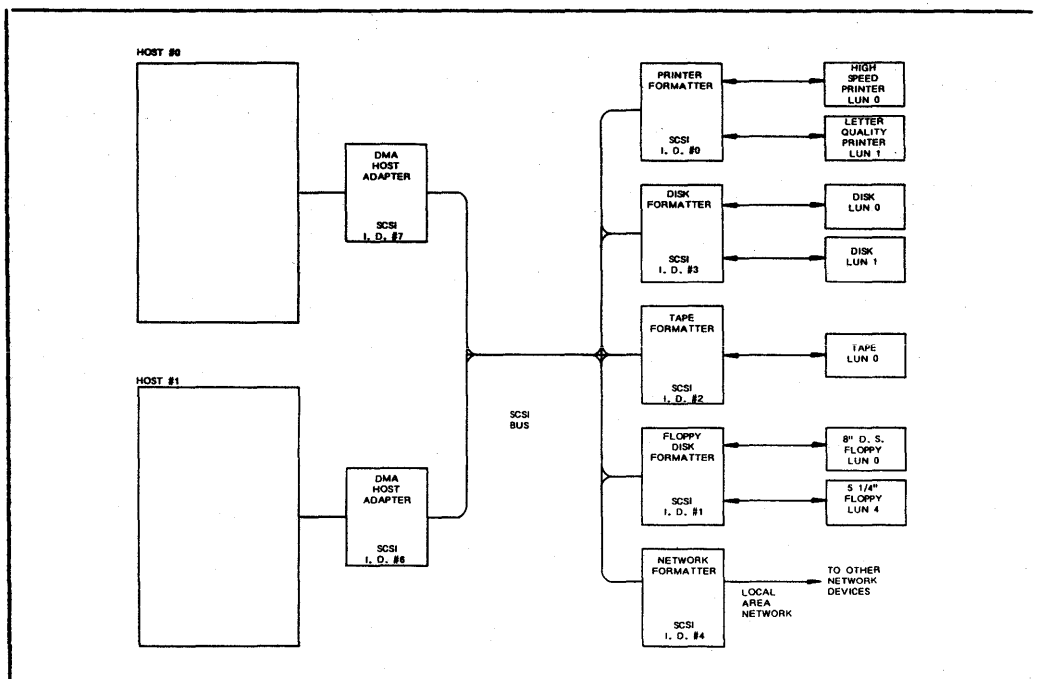 HOST #0
DMA
HOST
ADAPTER
SCSI
I. D. #7
HOST #1
DMA
HOST
ADAPTER
SCSI
I. D. #6
SCSI
BUS
PRINTER
FORMATTER
SCSI
I. D. #0
HIGH
SPEED
PRINTER
LUN 0
LETTER
QUALITY
PRINTER
LUN 1
DISK
FORMATTER
SCSI
I. D. #3
DISK
LUN 0
DISK
LUN 1
TAPE
FORMATTER
SCSI
I. D. #2
TAPE
LUN 0
FLOPPY
DISK
FORMATTER
SCSI
I. D. #1
8" D. S.
FLOPPY
LUN 0
5 1/4"
FLOPPY
LUN 4
NETWORK
FORMATTER
SCSI
I. D. #4
LOCAL
AREA
NETWORK
TO OTHER
NETWORK
DEVICES